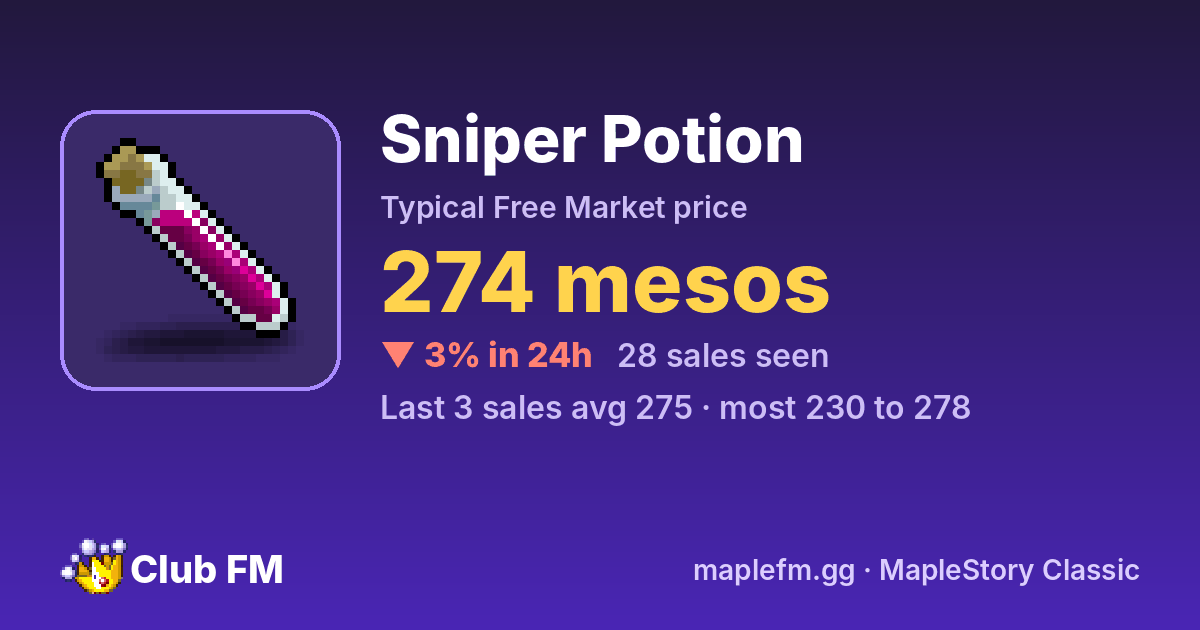 Sniper Potion
Typical Free Market price
274 mesos
▼ 3% in 24h 28 sales seen
Last 3 sales avg 275 · most 230 to 278
Club FM
maplefm.gg · MapleStory Classic